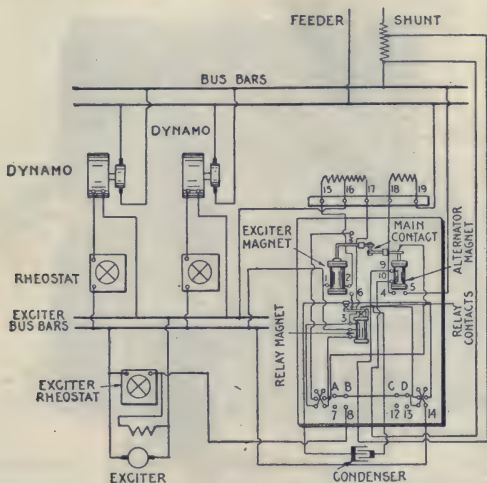 FEEDER
SHUNT
BUS BARS
DYNAMO
DYNAMO
15 16 17 18 19
MAIN CONTACT
EXCITER MAGNET
ALTERNATOR MAGNET
1 2
9
10
4 5
6
3
RHEOSTAT
EXCITER BUS BARS
RELAY MAGNET
RELAY CONTACTS
EXCITER RHEOSTAT
A B C D
7 8 12 13 14
EXCITER
CONDENSER